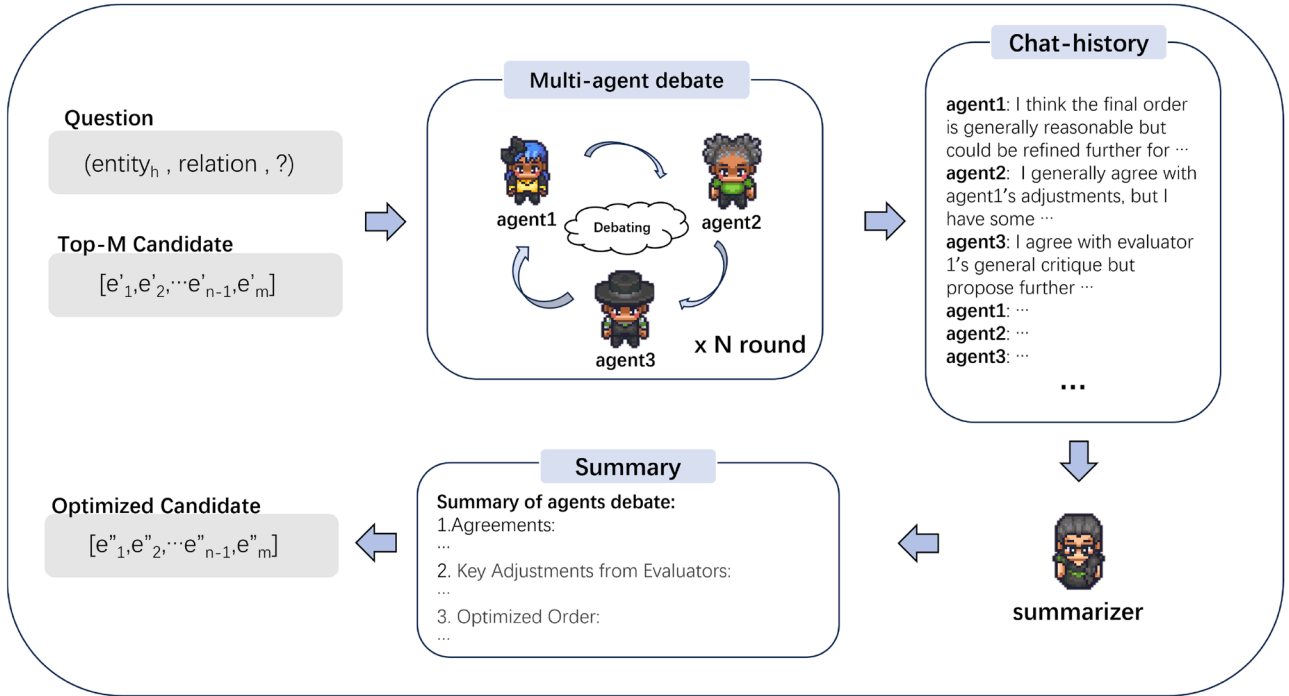 Question
(entityₕ , relation , ?)
Top-M Candidate
[e’₁,e’₂,···e’ₙ₋₁,e’ₘ]
Multi-agent debate
agent1
agent2
Debating
agent3
x N round
Chat-history
agent1: I think the final order
is generally reasonable but
could be refined further for ···
agent2: I generally agree with
agent1’s adjustments, but I
have some ···
agent3: I agree with evaluator
1’s general critique but
propose further ···
agent1: ···
agent2: ···
agent3: ···
...
summarizer
Summary
Summary of agents debate:
1.Agreements:
...
2. Key Adjustments from Evaluators:
...
3. Optimized Order:
...
Optimized Candidate
[e”₁,e”₂,···e”ₙ₋₁,e”ₘ]